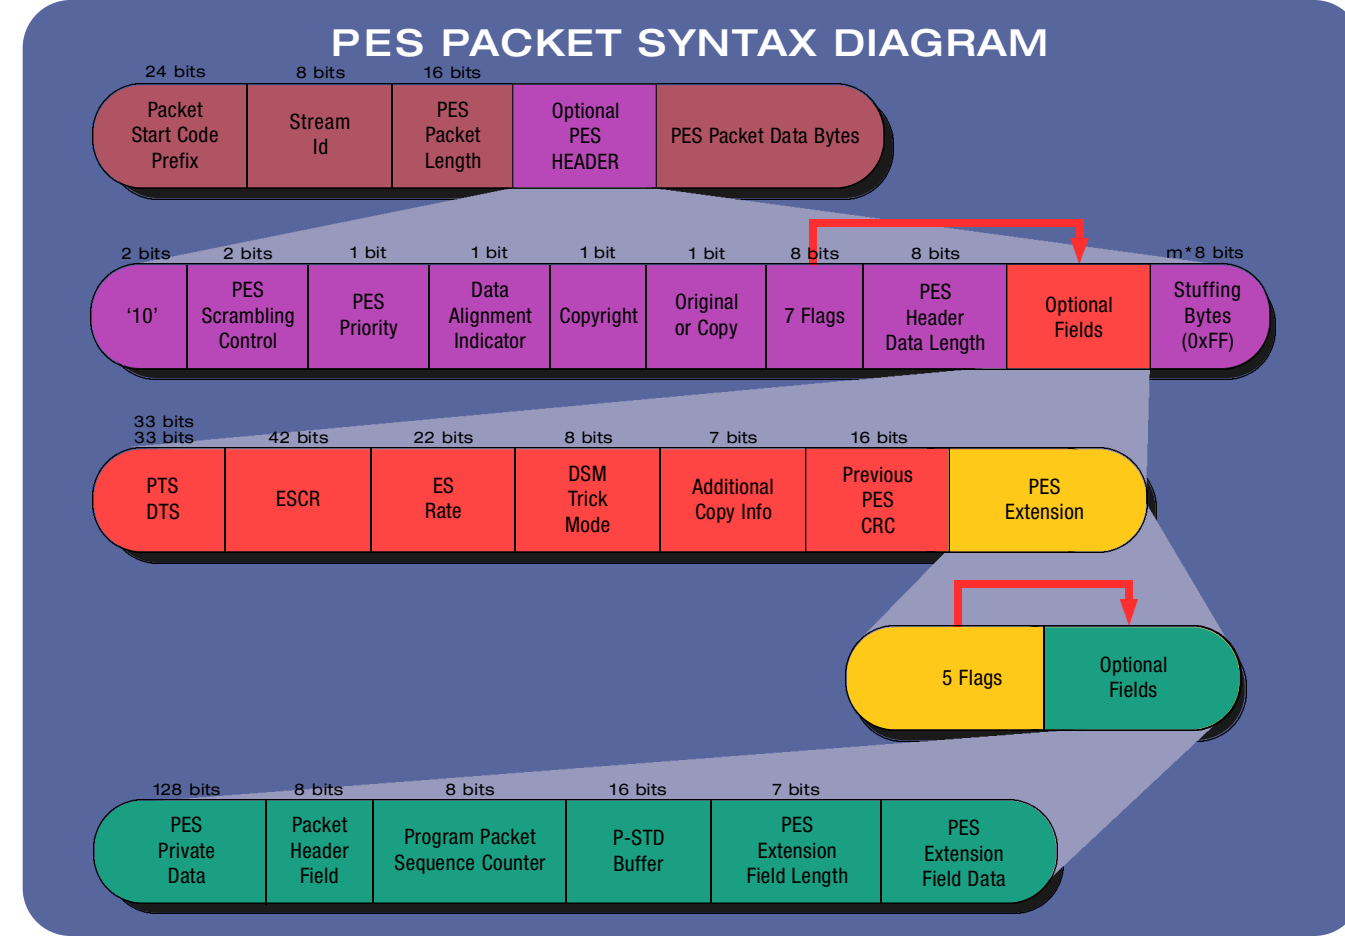 PES PACKET SYNTAX DIAGRAM
24 bits
8 bits
16 bits
Packet
Start Code
Prefix
Stream
Id
PES
Packet
Length
Optional
PES
HEADER
PES Packet Data Bytes
2 bits
2 bits
1 bit
1 bit
1 bit
1 bit
8 bits
8 bits
m*8 bits
‘10’
PES
Scrambling
Control
PES
Priority
Data
Alignment
Indicator
Copyright
Original
or Copy
7 Flags
PES
Header
Data Length
Optional
Fields
Stuffing
Bytes
(0xFF)
33 bits
33 bits
42 bits
22 bits
8 bits
7 bits
16 bits
PTS
DTS
ESCR
ES
Rate
DSM
Trick
Mode
Additional
Copy Info
Previous
PES
CRC
PES
Extension
5 Flags
Optional
Fields
128 bits
8 bits
8 bits
16 bits
7 bits
PES
Private
Data
Packet
Header
Field
Program Packet
Sequence Counter
P-STD
Buffer
PES
Extension
Field Length
PES
Extension
Field Data